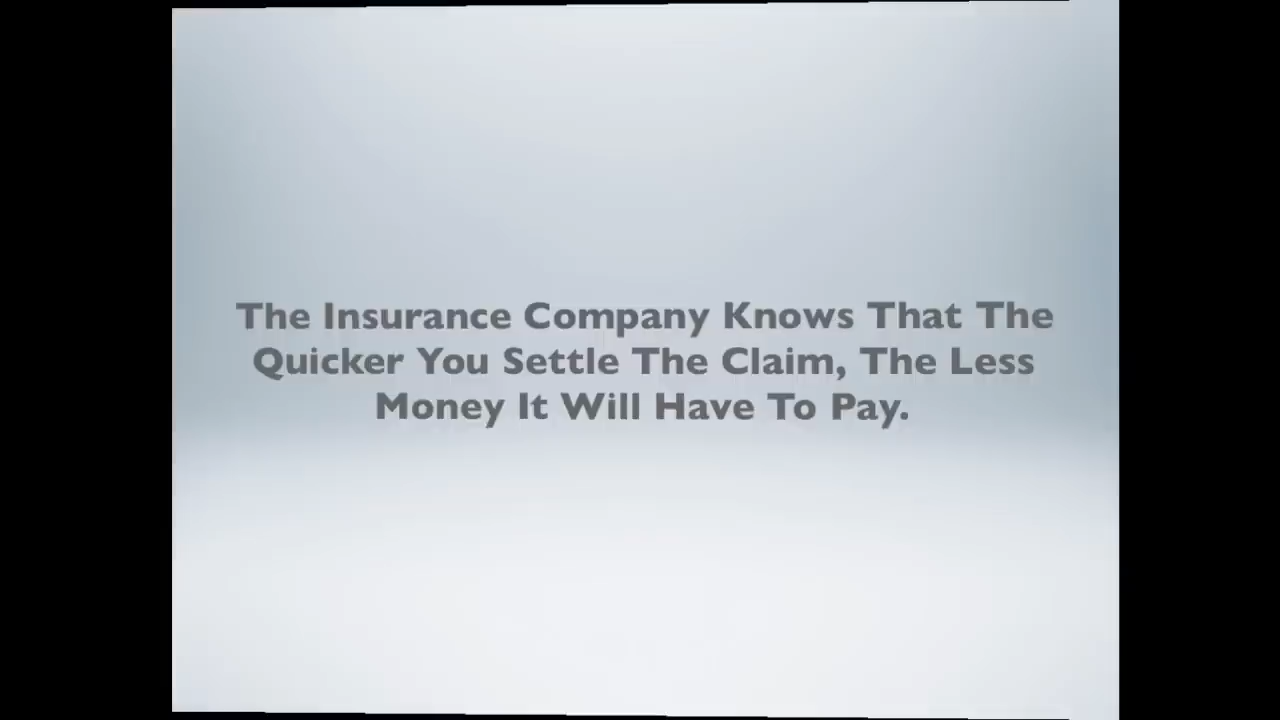 The Insurance Company Knows That The
Quicker You Settle The Claim, The Less
Money It Will Have To Pay.